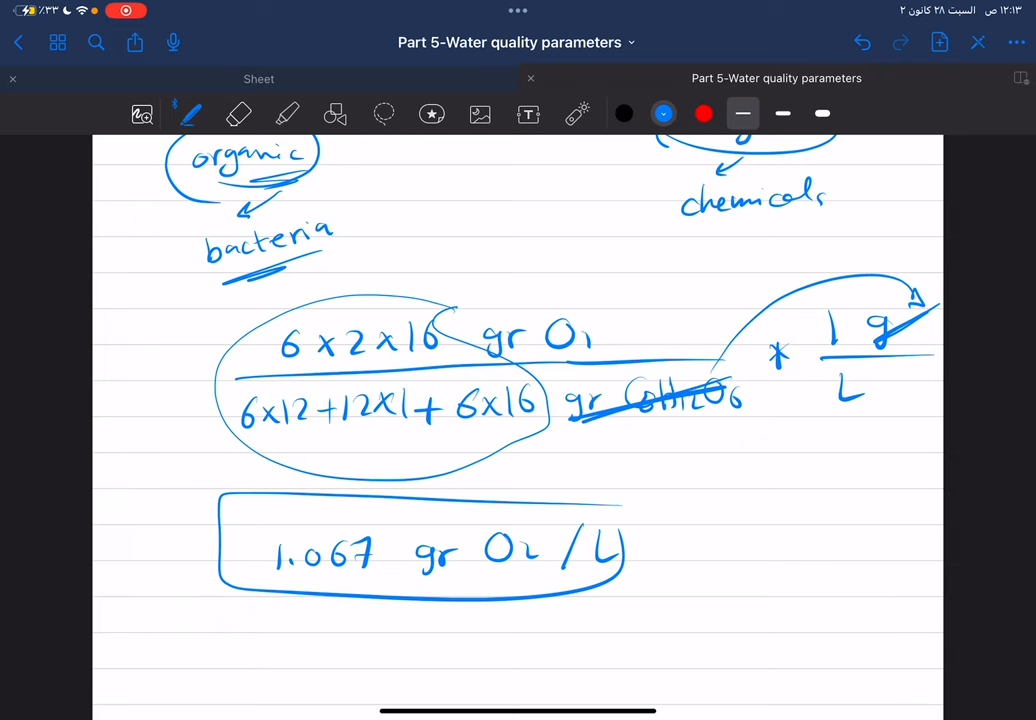 ٪٣٣ ١٢:١٣ ص السبت ٢٨ كانون ٢
Part 5-Water quality parameters
Sheet Part 5-Water quality parameters
organic
chemicals
bacteria
6 x 2 x 16 gr O2 * 1 g
6x12+12x1+ 6x16 gr C6H12O6 L
1.067 gr O2 / L